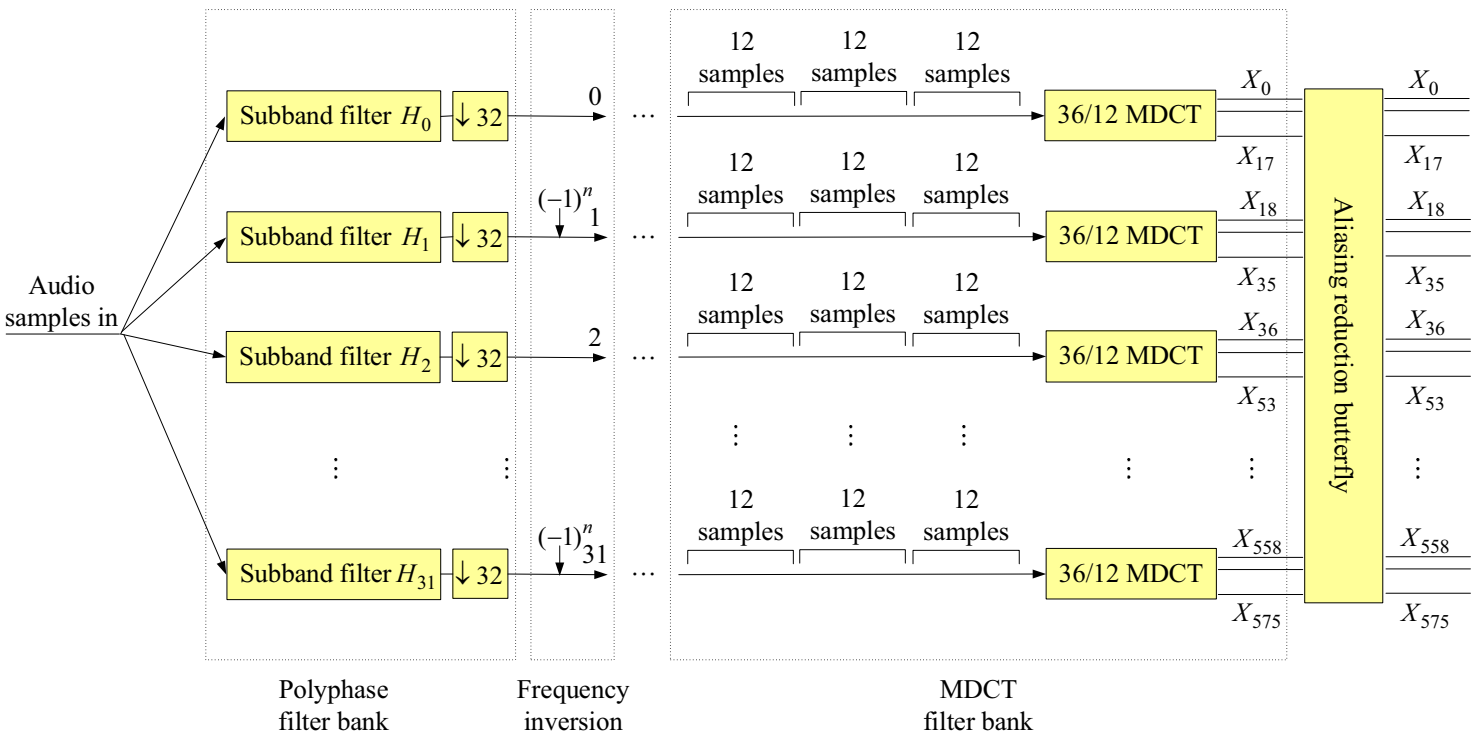 12
samples
12
samples
12
samples
0
Subband filter H₀
↓ 32
...
36/12 MDCT
X₀
X₁₇
X₀
X₁₇
12
samples
12
samples
12
samples
(-1)ⁿ
1
Subband filter H₁
↓ 32
...
36/12 MDCT
X₁₈
X₃₅
X₁₈
X₃₅
Audio
samples in
12
samples
12
samples
12
samples
2
Subband filter H₂
↓ 32
...
36/12 MDCT
X₃₆
X₅₃
X₃₆
X₅₃
Aliasing reduction butterfly
12
samples
12
samples
12
samples
(-1)ⁿ
31
Subband filter H₃₁
↓ 32
...
36/12 MDCT
X₅₅₈
X₅₇₅
X₅₅₈
X₅₇₅
Polyphase
filter bank
Frequency
inversion
MDCT
filter bank